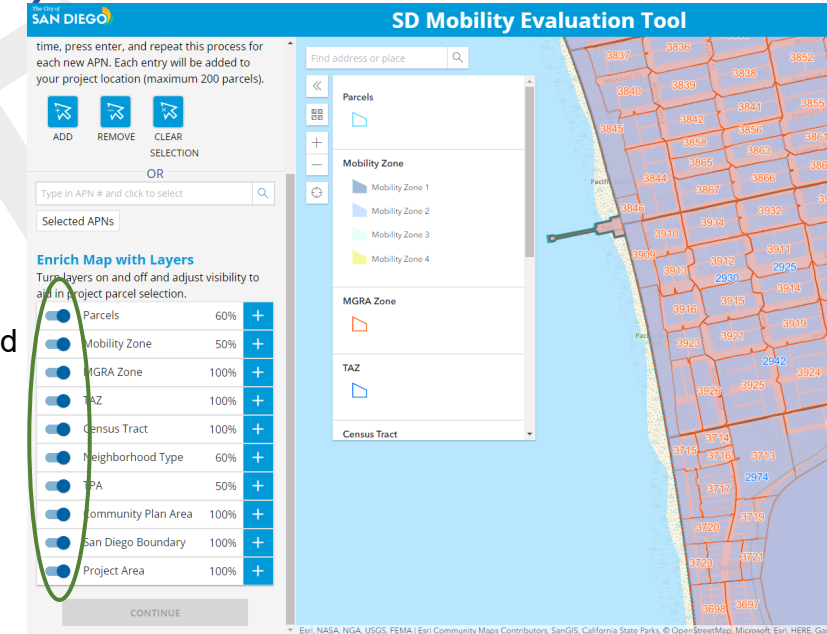 The City of
SAN DIEGO
SD Mobility Evaluation Tool
time, press enter, and repeat this process for
each new APN. Each entry will be added to
your project location (maximum 200 parcels).
ADD
REMOVE
CLEAR
SELECTION
OR
Type in APN # and click to select
Selected APNs
Enrich Map with Layers
Turn layers on and off and adjust visibility to
aid in project parcel selection.
Parcels 60% +
Mobility Zone 50% +
MGRA Zone 100% +
TAZ 100% +
Census Tract 100% +
Neighborhood Type 60% +
TPA 50% +
Community Plan Area 100% +
San Diego Boundary 100% +
Project Area 100% +
CONTINUE
d
Find address or place
Parcels
Mobility Zone
Mobility Zone 1
Mobility Zone 2
Mobility Zone 3
Mobility Zone 4
MGRA Zone
TAZ
Census Tract
3836
3837
3852
3838
3839
3840
3841
3855
3842
3845
3856
3858
3861
3863
3865
3866
3844
3867
3846
3932
3934
3910
3911
3909
3912
2925
3913
2930
3914
3915
3916
3919
3921
3923
2942
3924
3925
3926
3714
3715
3716
3713
2974
3717
3719
3720
3721
3723
3698
3697
Esri, NASA, NGA, USGS, FEMA | Esri Community Maps Contributors, SanGIS, California State Parks, © OpenStreetMap, Microsoft, Esri, HERE, Gar